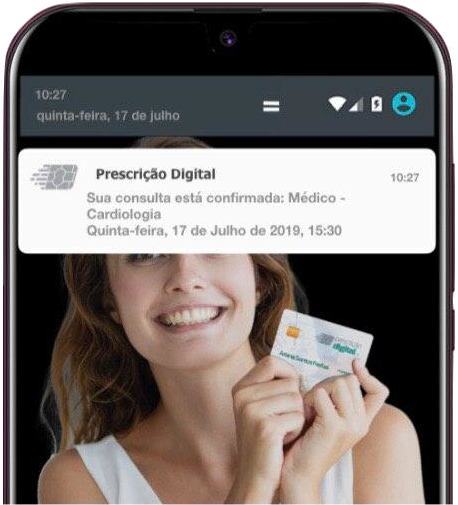 10:27
quinta-feira, 17 de julho
Prescrição Digital
10:27
Sua consulta está confirmada: Médico -
Cardiologia
Quinta-feira, 17 de Julho de 2019, 15:30
prescrição
digital